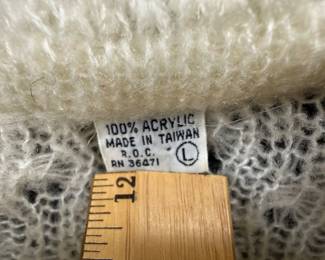 100% ACRYLIC
MADE IN TAIWAN
R.O.C.
RN 36471
L
12